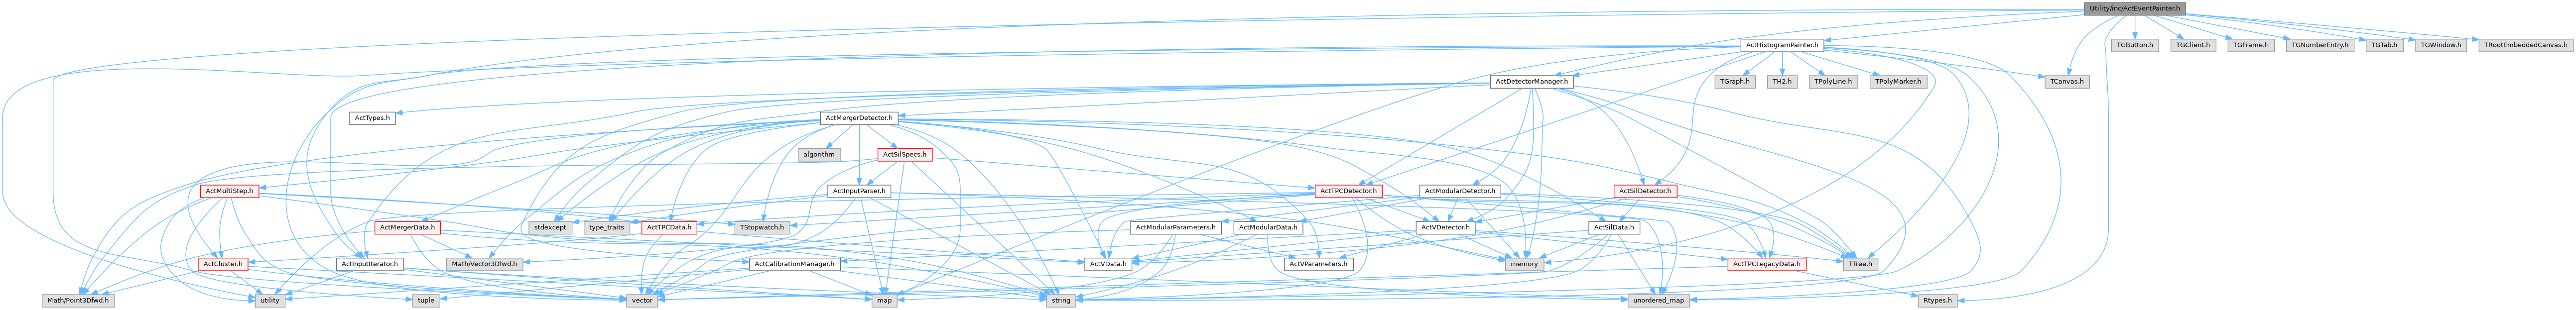 Utility/inc/ActEventPainter.h
ActHistogramPainter.h
TGButton.h
TGClient.h
TGFrame.h
TGNumberEntry.h
TGTab.h
TGWindow.h
TRootEmbeddedCanvas.h
ActDetectorManager.h
TGraph.h
TH2.h
TPolyLine.h
TPolyMarker.h
TCanvas.h
ActTypes.h
ActMergerDetector.h
algorithm
ActSilSpecs.h
ActMultiStep.h
ActInputParser.h
ActTPCDetector.h
ActModularDetector.h
ActSilDetector.h
ActMergerData.h
stdexcept
type_traits
ActTPCData.h
TStopwatch.h
ActModularParameters.h
ActModularData.h
ActVDetector.h
ActSilData.h
ActCluster.h
ActInputIterator.h
Math/Vector3Dfwd.h
ActCalibrationManager.h
ActVData.h
ActVParameters.h
memory
ActTPCLegacyData.h
TTree.h
Math/Point3Dfwd.h
utility
tuple
vector
map
string
unordered_map
Rtypes.h